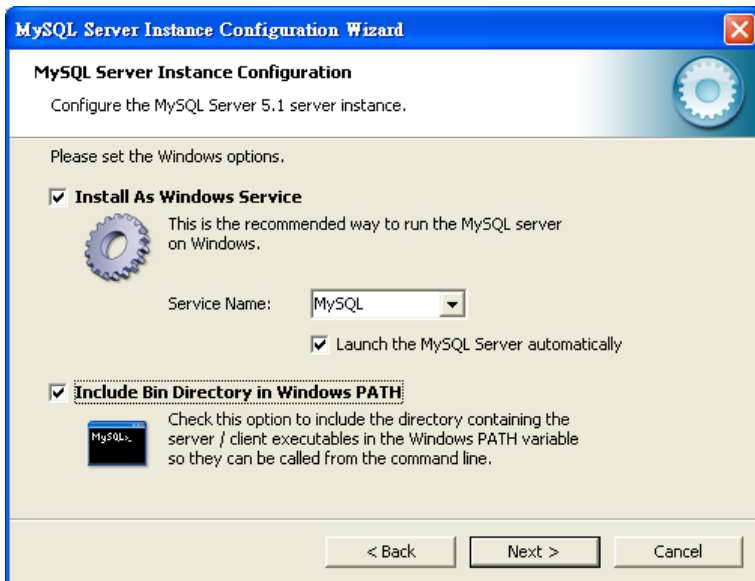 MySQL Server Instance Configuration Wizard
MySQL Server Instance Configuration
Configure the MySQL Server 5.1 server instance.
Please set the Windows options.
Install As Windows Service
This is the recommended way to run the MySQL server
on Windows.
Service Name:
MySQL
Launch the MySQL Server automatically
Include Bin Directory in Windows PATH
MySQL>_
Check this option to include the directory containing the
server / client executables in the Windows PATH variable
so they can be called from the command line.
< Back
Next >
Cancel